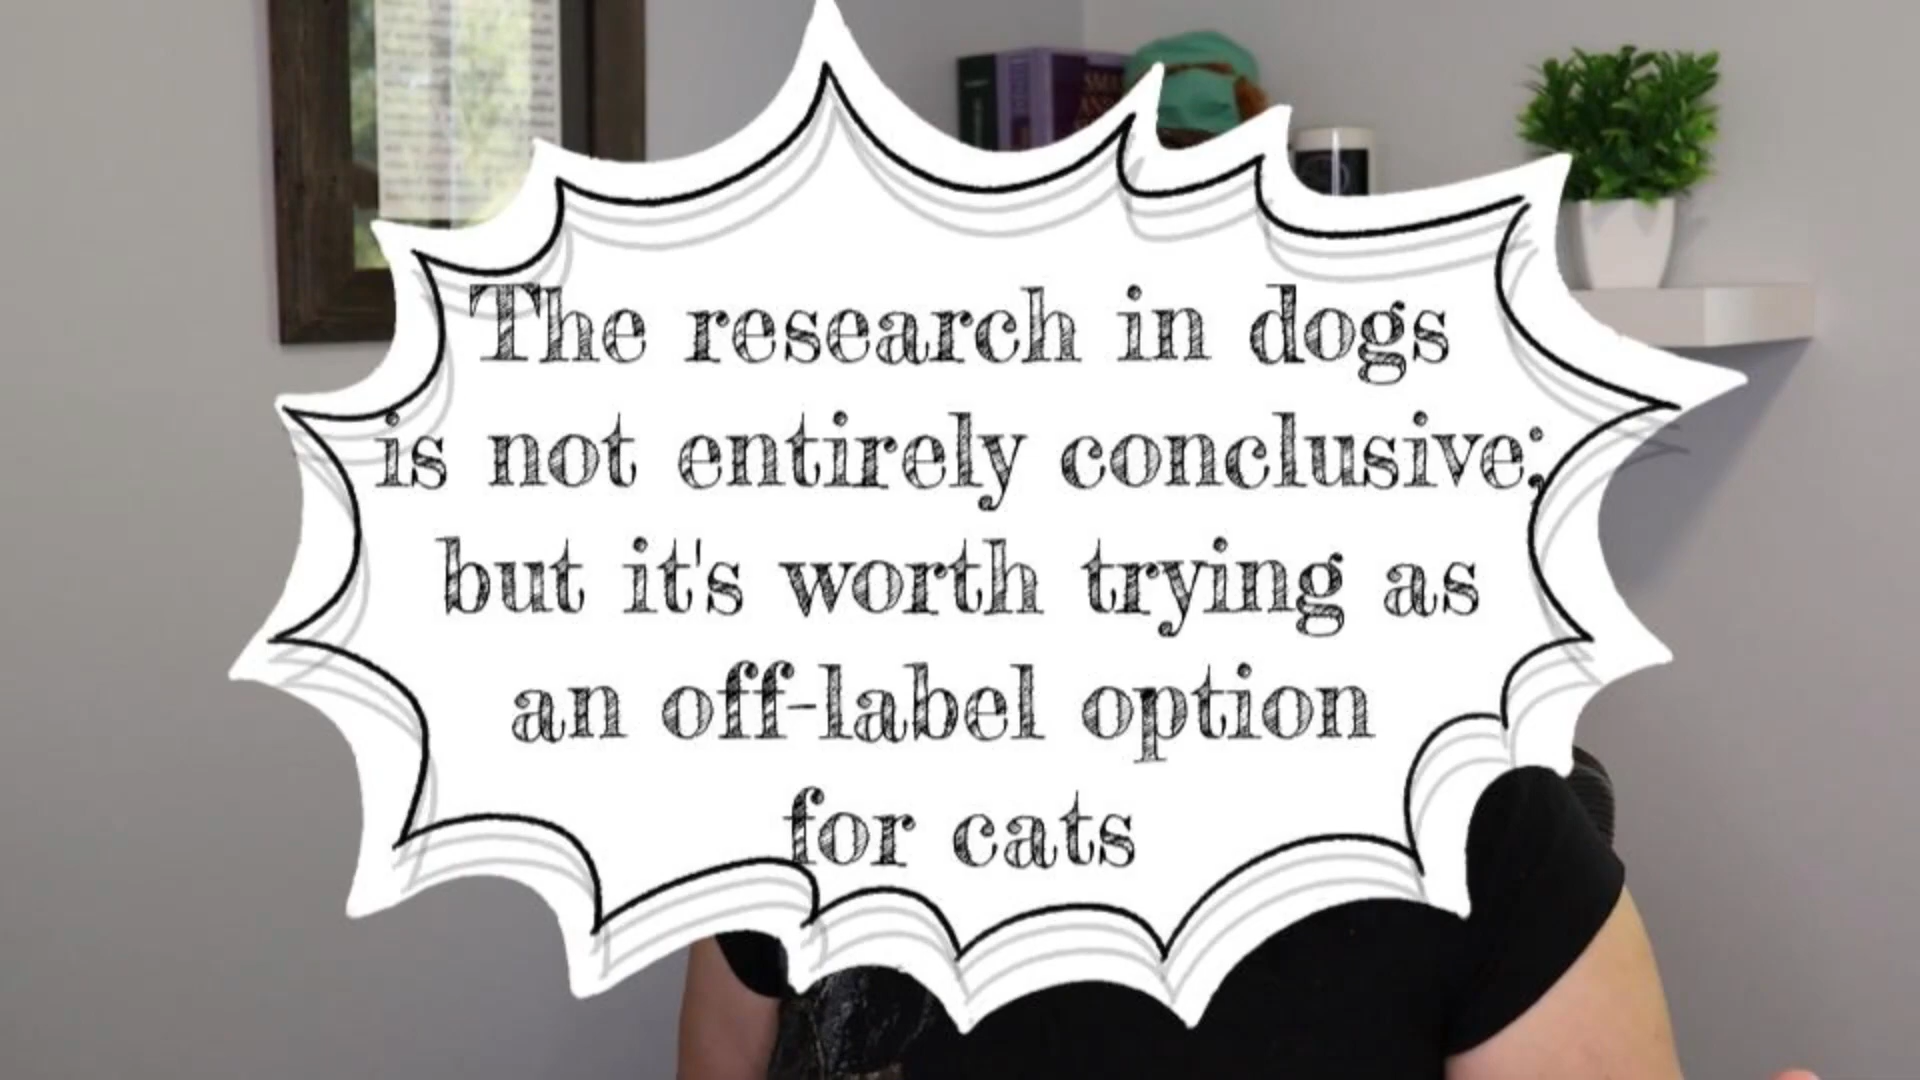 The research in dogs
is not entirely conclusive;
but it's worth trying as
an off-label option
for cats